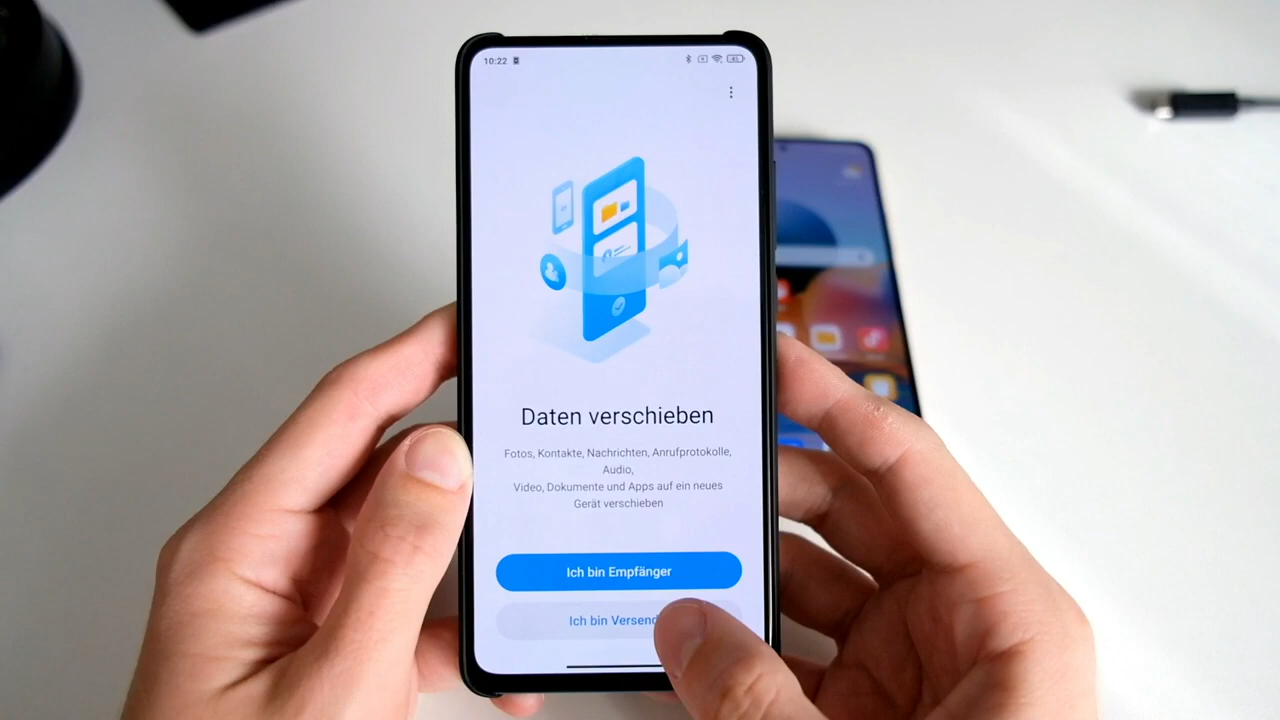 10:22
Daten verschieben
Fotos, Kontakte, Nachrichten, Anrufprotokolle,
Audio,
Video, Dokumente und Apps auf ein neues
Gerät verschieben
Ich bin Empfänger
Ich bin